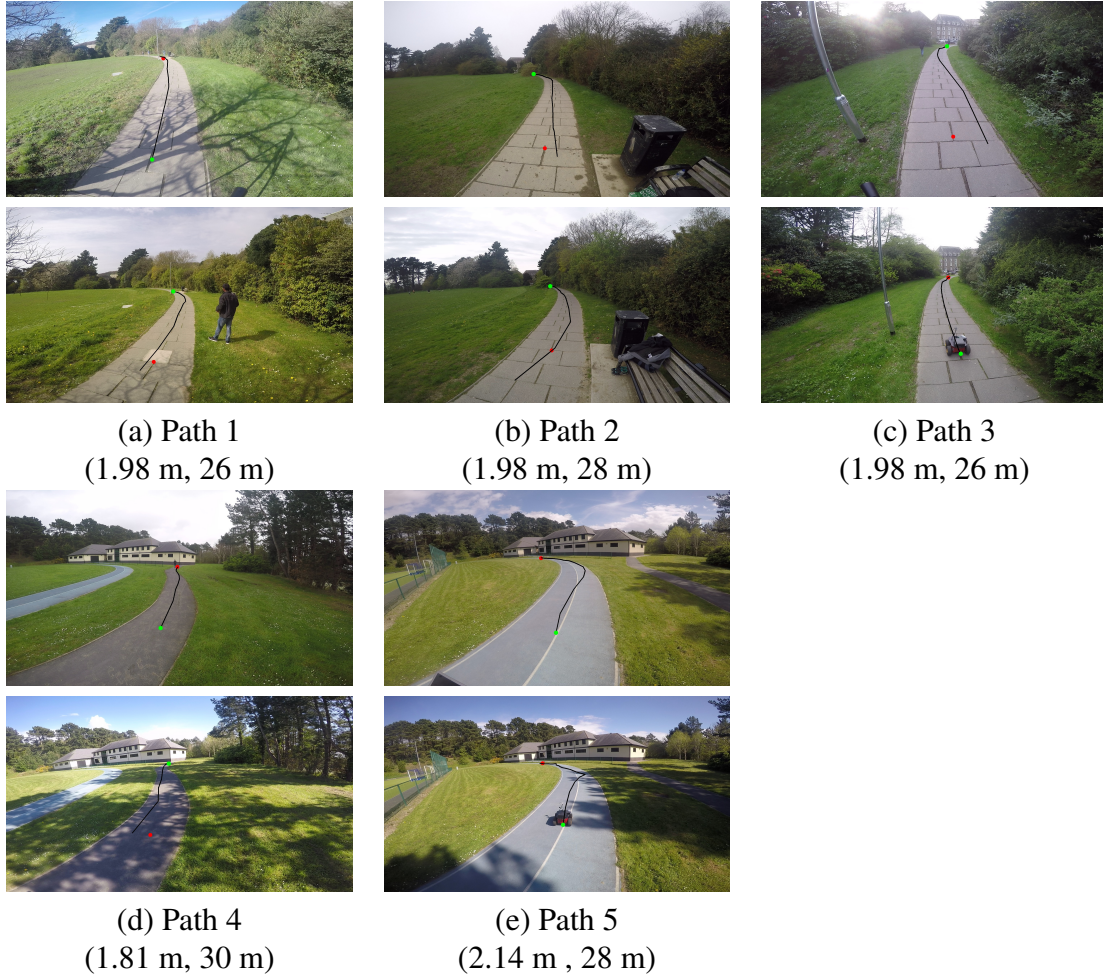 (a) Path 1
(1.98 m, 26 m)
(b) Path 2
(1.98 m, 28 m)
(c) Path 3
(1.98 m, 26 m)
(d) Path 4
(1.81 m, 30 m)
(e) Path 5
(2.14 m , 28 m)